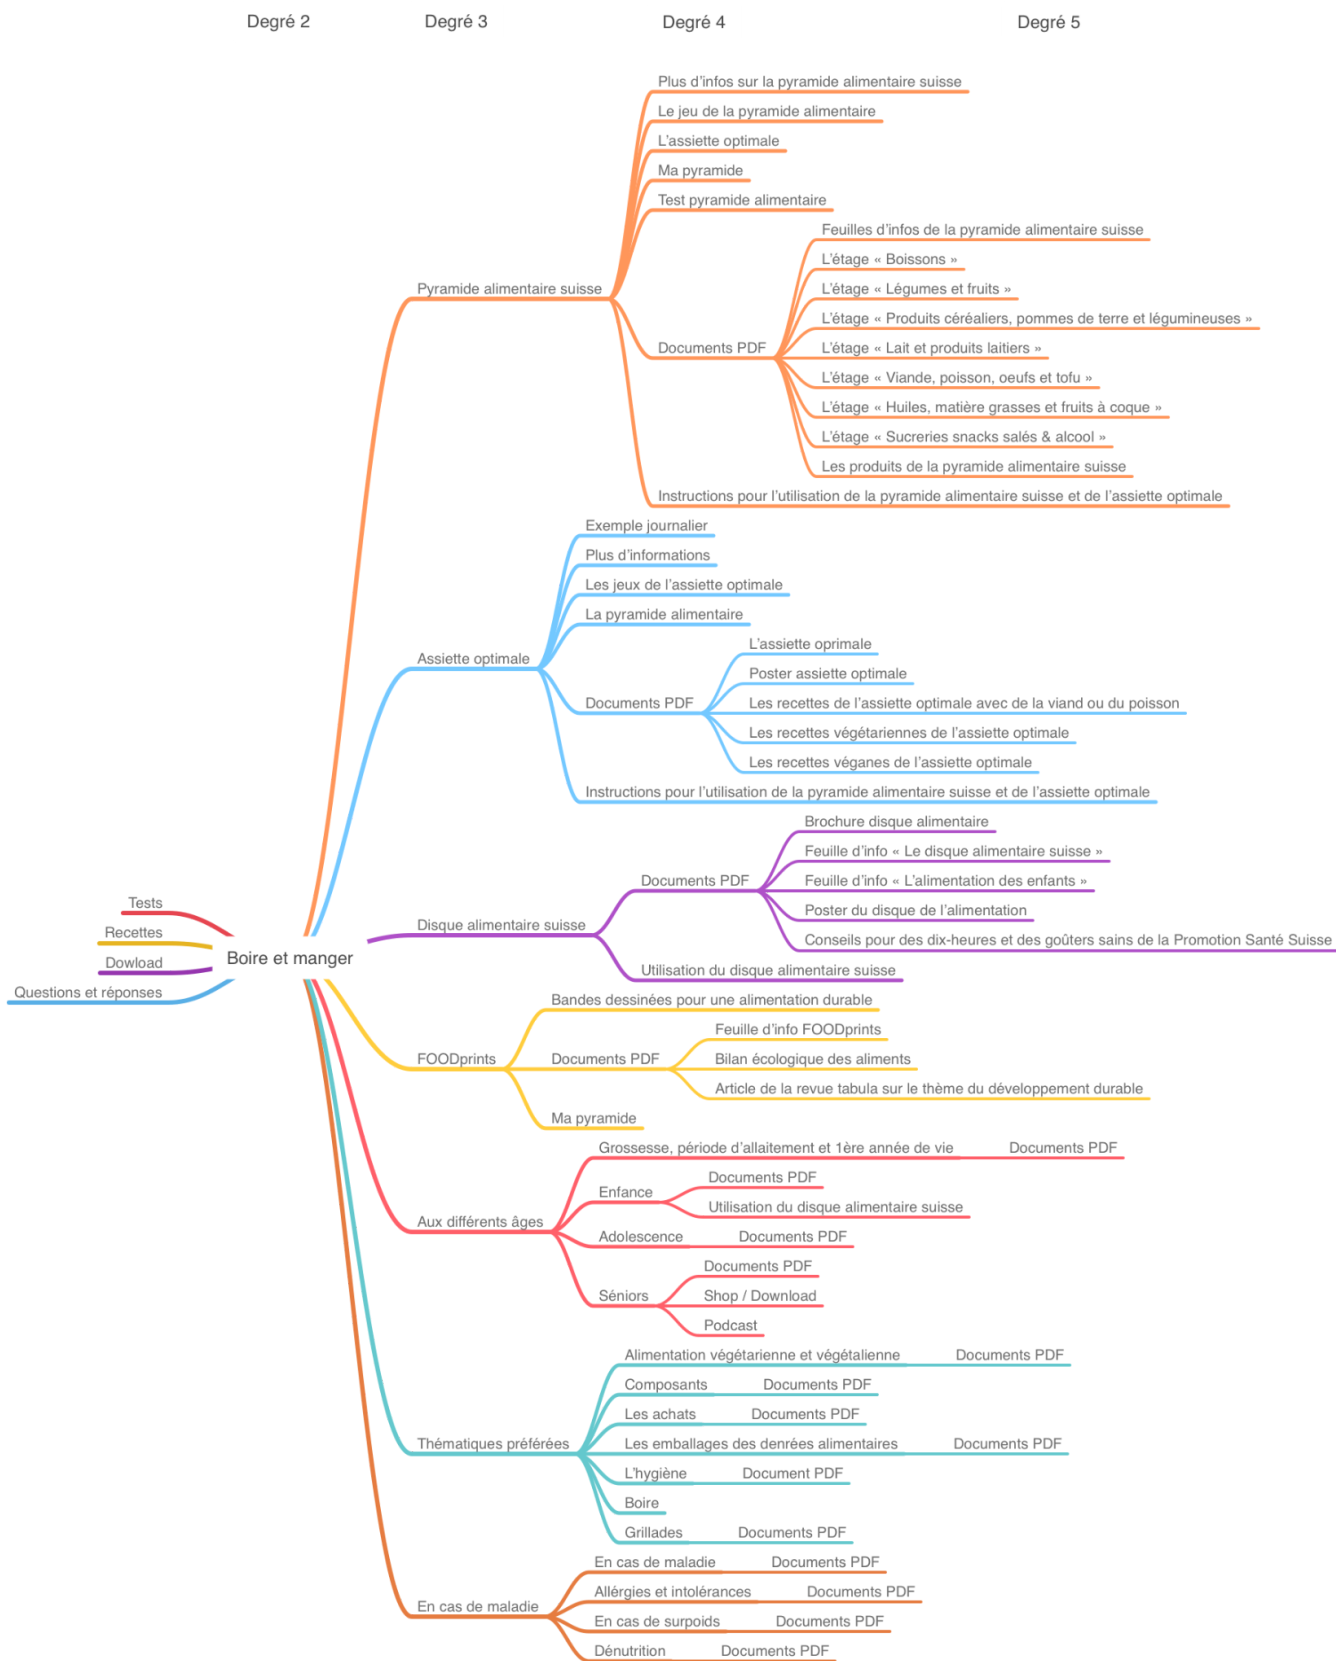 Degré 2
Degré 3
Degré 4
Degré 5
Plus d'infos sur la pyramide alimentaire suisse
Le jeu de la pyramide alimentaire
L'assiette optimale
Ma pyramide
Test pyramide alimentaire
Feuilles d'infos de la pyramide alimentaire suisse
L'étage « Boissons »
Pyramide alimentaire suisse
L'étage « Légumes et fruits »
L'étage « Produits céréaliers, pommes de terre et légumineuses »
Documents PDF
L'étage « Lait et produits laitiers »
L'étage « Viande, poisson, oeufs et tofu »
L'étage « Huiles, matière grasses et fruits à coque »
L'étage « Sucreries snacks salés & alcool »
Les produits de la pyramide alimentaire suisse
Instructions pour l'utilisation de la pyramide alimentaire suisse et de l'assiette optimale
Exemple journalier
Plus d'informations
Les jeux de l'assiette optimale
La pyramide alimentaire
Assiette optimale
L'assiette oprimale
Poster assiette optimale
Documents PDF
Les recettes de l'assiette optimale avec de la viand ou du poisson
Les recettes végétariennes de l'assiette optimale
Les recettes véganes de l'assiette optimale
Instructions pour l'utilisation de la pyramide alimentaire suisse et de l'assiette optimale
Brochure disque alimentaire
Feuille d'info « Le disque alimentaire suisse »
Documents PDF
Feuille d'info « L'alimentation des enfants »
Tests
Poster du disque de l'alimentation
Disque alimentaire suisse
Recettes
Conseils pour des dix-heures et des goûters sains de la Promotion Santé Suisse
Boire et manger
Dowload
Utilisation du disque alimentaire suisse
Questions et réponses
Bandes dessinées pour une alimentation durable
Feuille d'info FOODprints
FOODprints
Documents PDF
Bilan écologique des aliments
Article de la revue tabula sur le thème du développement durable
Ma pyramide
Grossesse, période d'allaitement et 1ère année de vie
Documents PDF
Enfance
Documents PDF
Utilisation du disque alimentaire suisse
Aux différents âges
Adolescence
Documents PDF
Documents PDF
Séniors
Shop / Download
Podcast
Alimentation végétarienne et végétalienne
Documents PDF
Composants
Documents PDF
Les achats
Documents PDF
Thématiques préférées
Les emballages des denrées alimentaires
Documents PDF
L'hygiène
Document PDF
Boire
Grillades
Documents PDF
En cas de maladie
Documents PDF
Allérgies et intolérances
Documents PDF
En cas de maladie
En cas de surpoids
Documents PDF
Dénutrition
Documents PDF